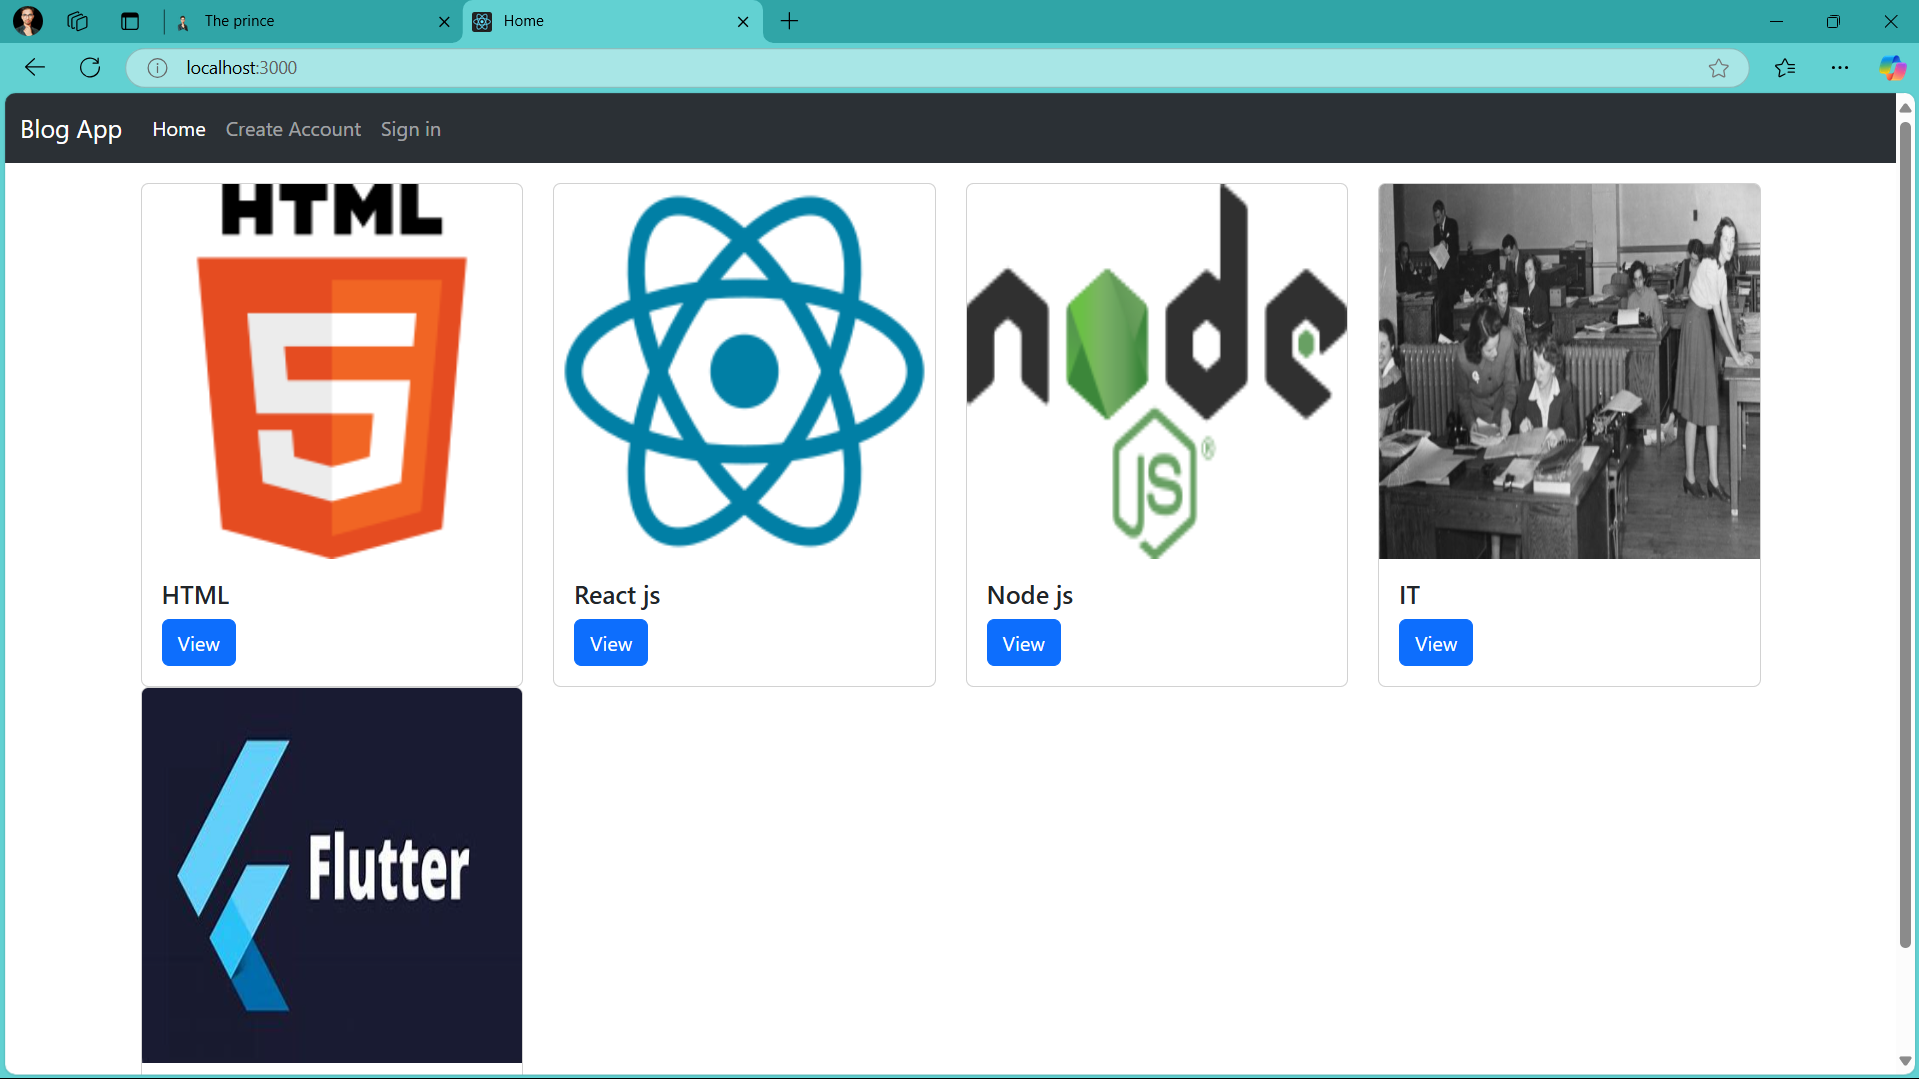 The prince
Home
localhost:3000
Blog App
Home
Create Account
Sign in
HTML
5
node
JS
®
HTML
React js
Node js
IT
View
View
View
View
Flutter